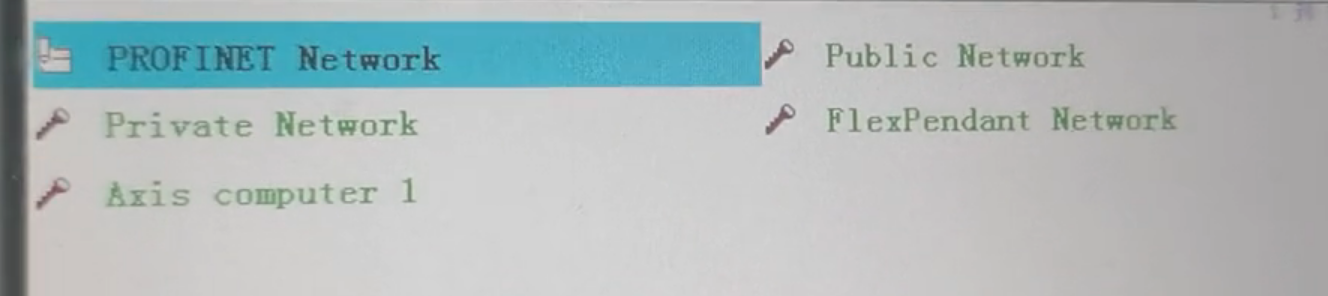 PROFINET Network
Public Network
Private Network
FlexPendant Network
Axis computer 1